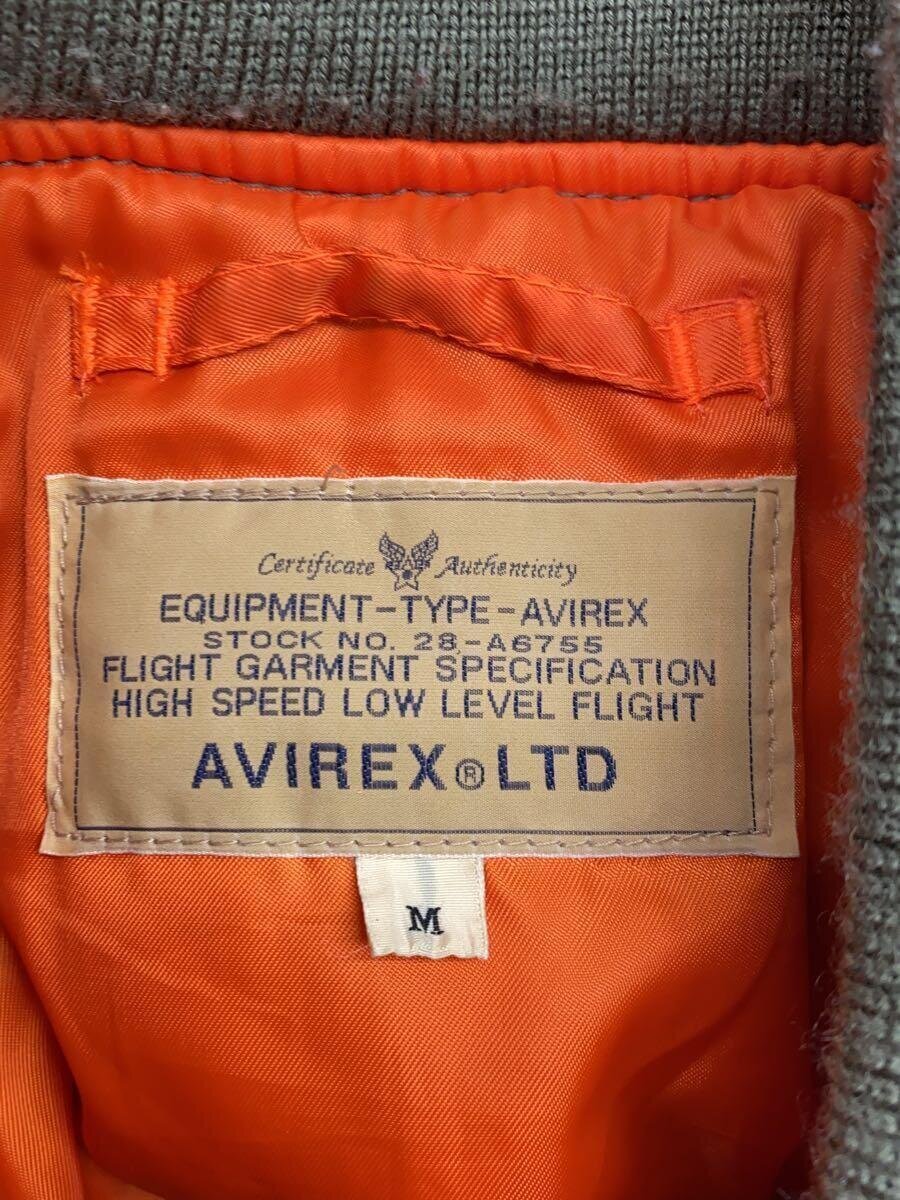 Certificate Authenticity
EQUIPMENT-TYPE-AVIREX
STOCK NO. 28-A6755
FLIGHT GARMENT SPECIFICATION
HIGH SPEED LOW LEVEL FLIGHT
AVIREX® LTD
M